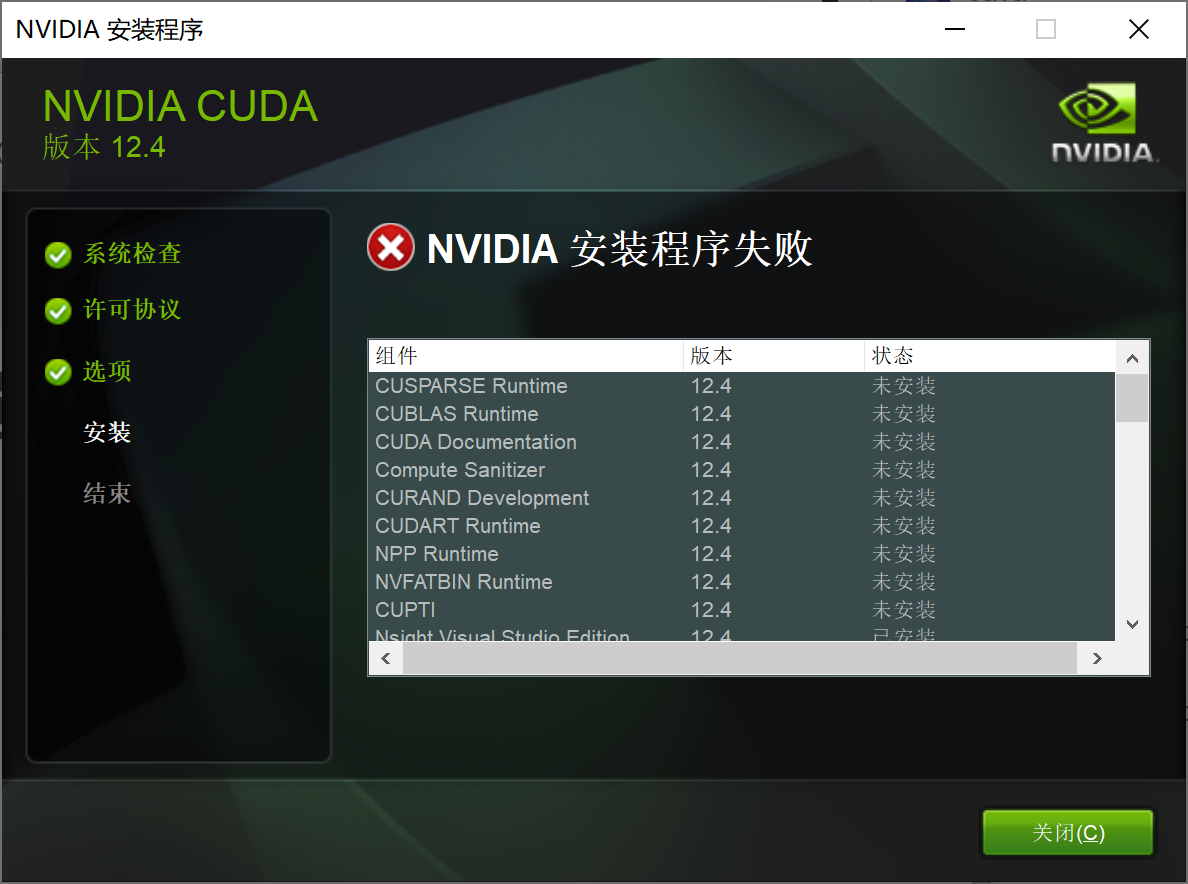 NVIDIA 安装程序
NVIDIA CUDA
版本 12.4
NVIDIA.
系统检查
许可协议
选项
安装
结束
NVIDIA 安装程序失败
组件 版本 状态
CUSPARSE Runtime 12.4 未安装
CUBLAS Runtime 12.4 未安装
CUDA Documentation 12.4 未安装
Compute Sanitizer 12.4 未安装
CURAND Development 12.4 未安装
CUDART Runtime 12.4 未安装
NPP Runtime 12.4 未安装
NVFATBIN Runtime 12.4 未安装
CUPTI 12.4 未安装
Nsight Visual Studio Edition 12.4 已安装
关闭(C)